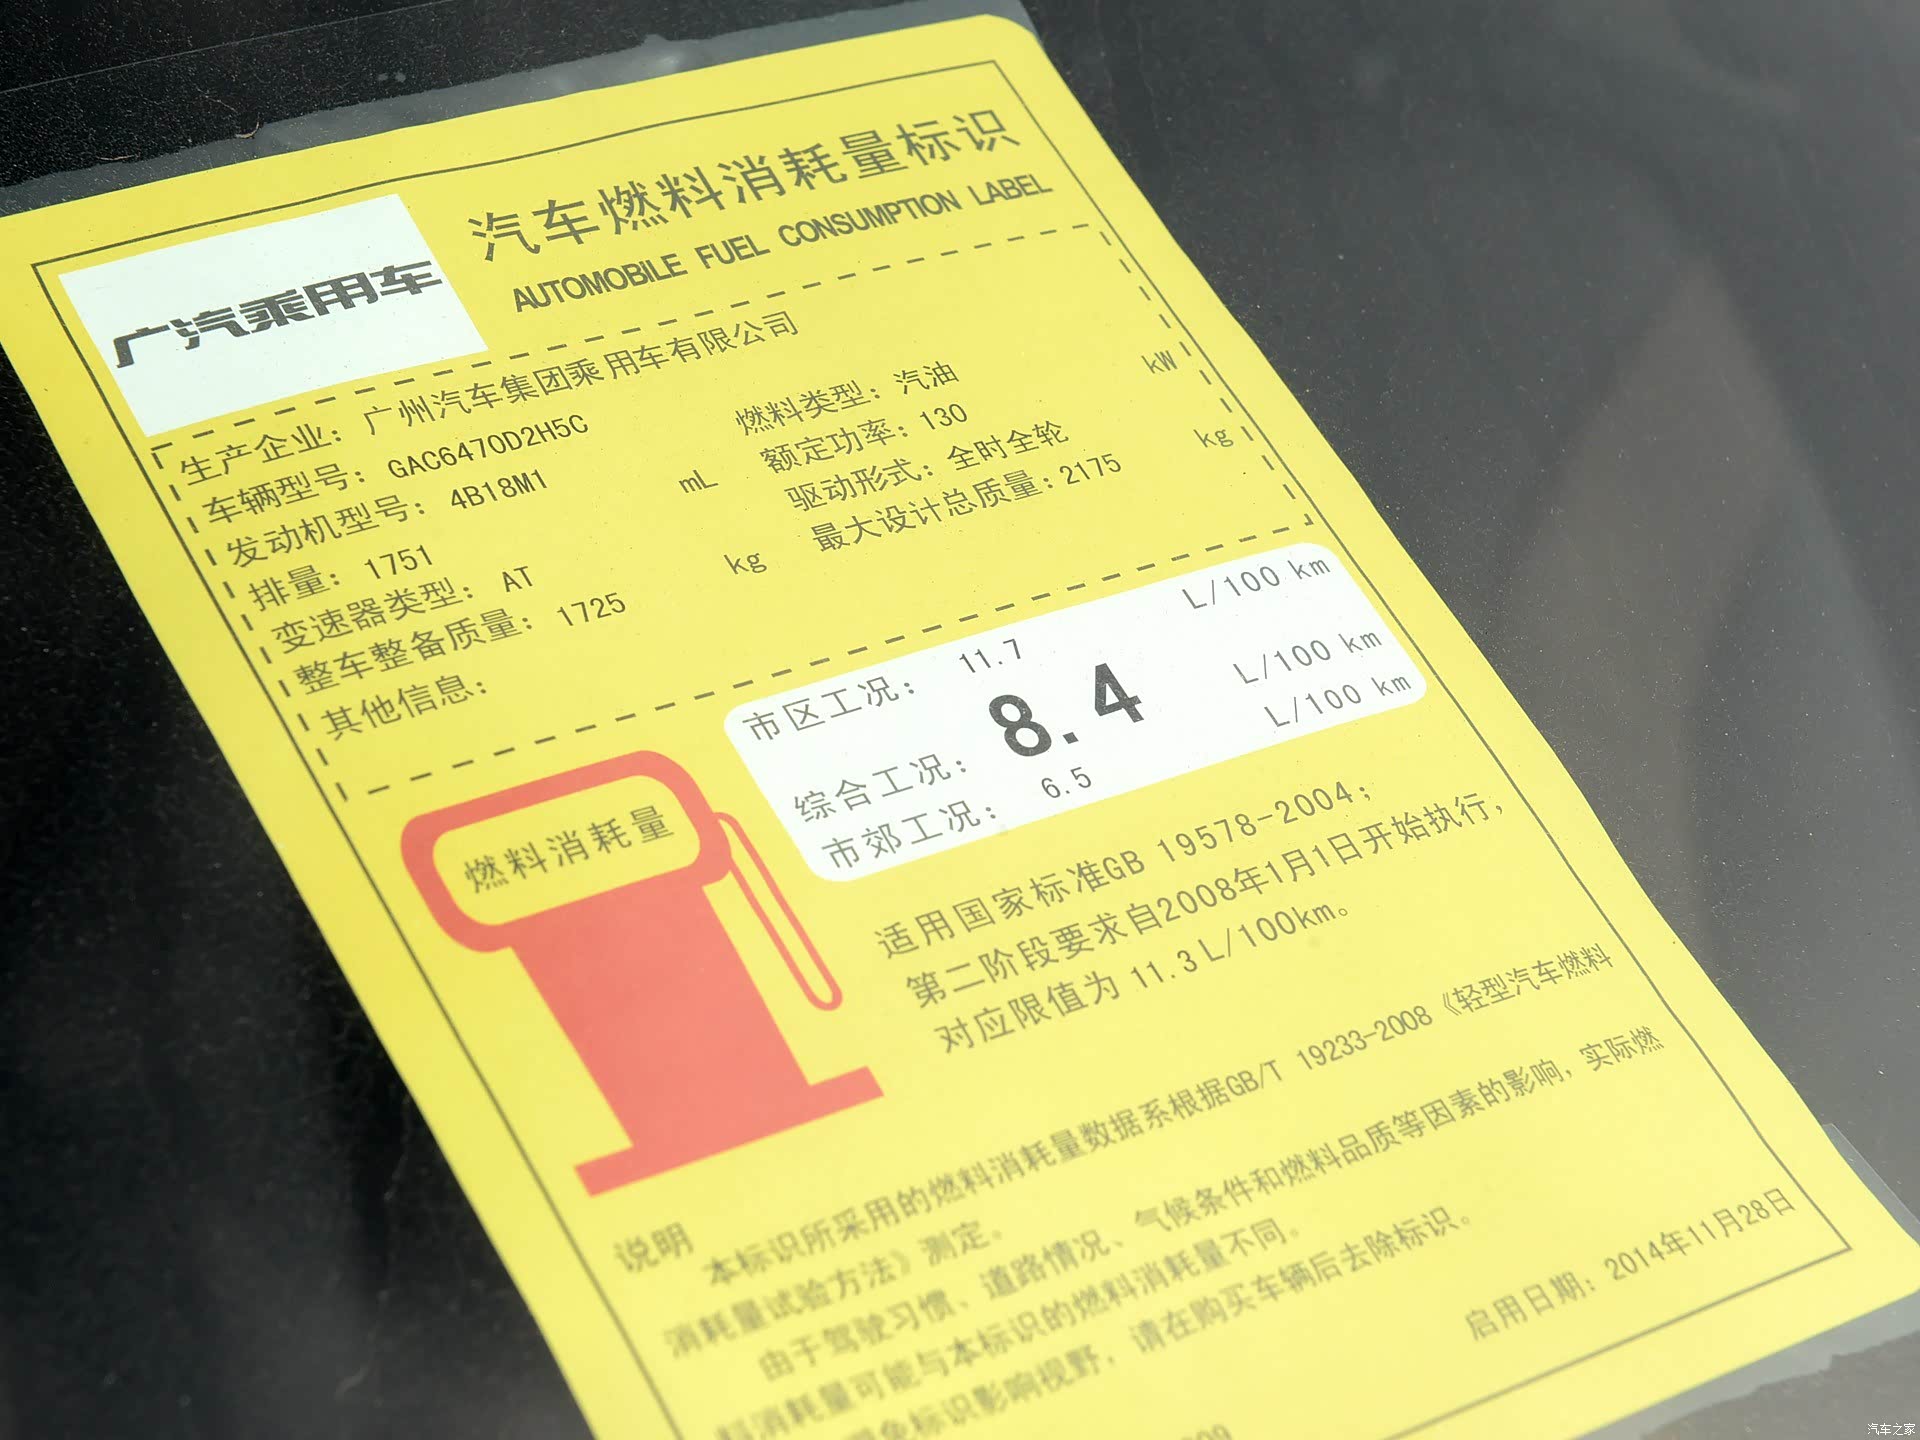 汽车燃料消耗量标识
AUTOMOBILE FUEL CONSUMPTION LABEL
广汽乘用车
生产企业：广州汽车集团乘用车有限公司
车辆型号：GAC6470D2H5C
燃料类型：汽油
发动机型号：4B18M1
额定功率：130 kW
排量：1751 mL
驱动形式：全时全轮
变速器类型：AT
最大设计总质量：2175 kg
整车整备质量：1725 kg
其他信息：
市区工况：11.7 L/100 km
综合工况：8.4 L/100 km
市郊工况：6.5 L/100 km
燃料消耗量
适用国家标准GB 19578-2004；
第二阶段要求自2008年1月1日开始执行，
对应限值为 11.3 L/100km。
说明
本标识所采用的燃料消耗量数据系根据GB/T 19233-2008《轻型汽车燃料
消耗量试验方法》测定。
由于驾驶习惯、道路情况、气候条件和燃料品质等因素的影响，实际燃
料消耗量可能与本标识的燃料消耗量不同。
免标识影响视野，请在购买车辆后去除标识。
启用日期：2014年11月28日
汽车之家